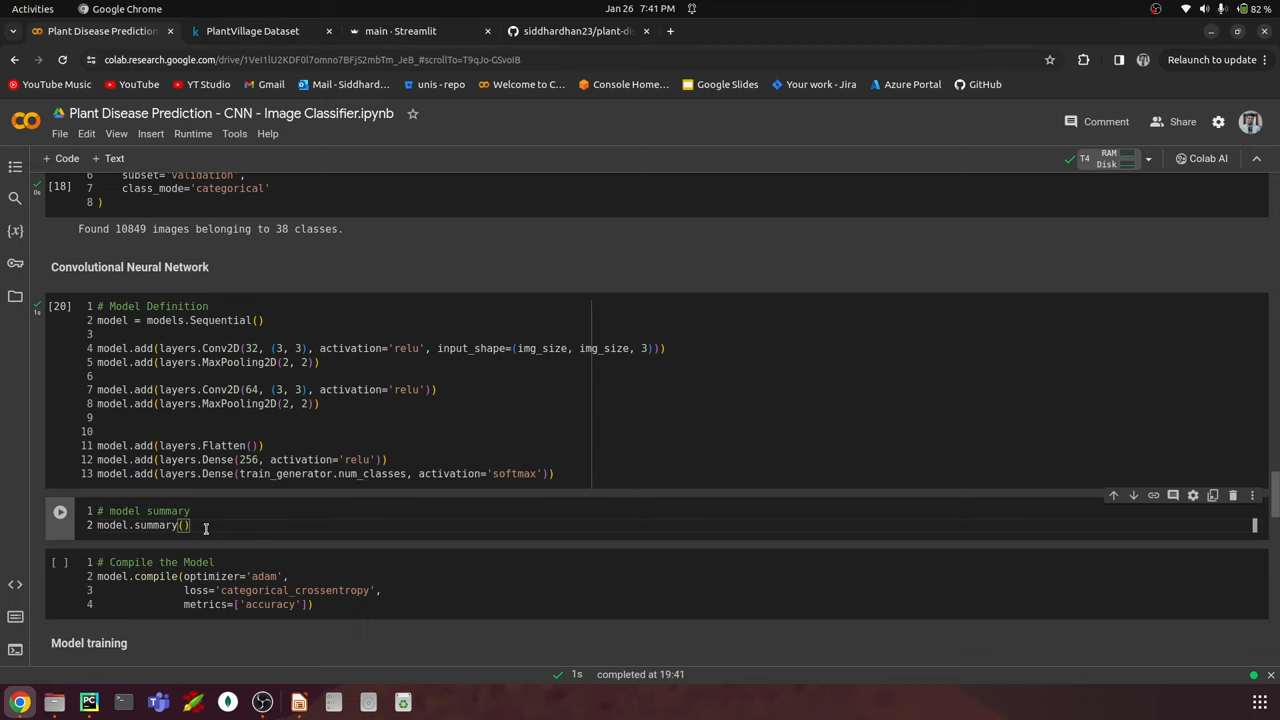 Activities
Google Chrome
Jan 26 7:41 PM
82 %
Plant Disease Prediction
PlantVillage Dataset
main · Streamlit
siddhardhan23/plant-dis
colab.research.google.com/drive/1VeI1lU2KDF0l7omno7BFjS2mbTm_JeB_#scrollTo=T9qJo-GSvoIB
Relaunch to update
YouTube Music
YouTube
YT Studio
Gmail
Mail - Siddhard...
unis - repo
Welcome to C...
Console Home...
Google Slides
Your work - Jira
Azure Portal
GitHub
Plant Disease Prediction - CNN - Image Classifier.ipynb
Comment
Share
File Edit View Insert Runtime Tools Help
+ Code + Text
T4 RAM Disk
Colab AI
[18]
0s
6 subset='validation',
7 class_mode='categorical'
8 )
Found 10849 images belonging to 38 classes.
Convolutional Neural Network
[20]
1s
1 # Model Definition
2 model = models.Sequential()
3
4 model.add(layers.Conv2D(32, (3, 3), activation='relu', input_shape=(img_size, img_size, 3)))
5 model.add(layers.MaxPooling2D(2, 2))
6
7 model.add(layers.Conv2D(64, (3, 3), activation='relu'))
8 model.add(layers.MaxPooling2D(2, 2))
9
10
11 model.add(layers.Flatten())
12 model.add(layers.Dense(256, activation='relu'))
13 model.add(layers.Dense(train_generator.num_classes, activation='softmax'))
1 # model summary
2 model.summary()
[ ]
1 # Compile the Model
2 model.compile(optimizer='adam',
3 loss='categorical_crossentropy',
4 metrics=['accuracy'])
Model training
1s completed at 19:41